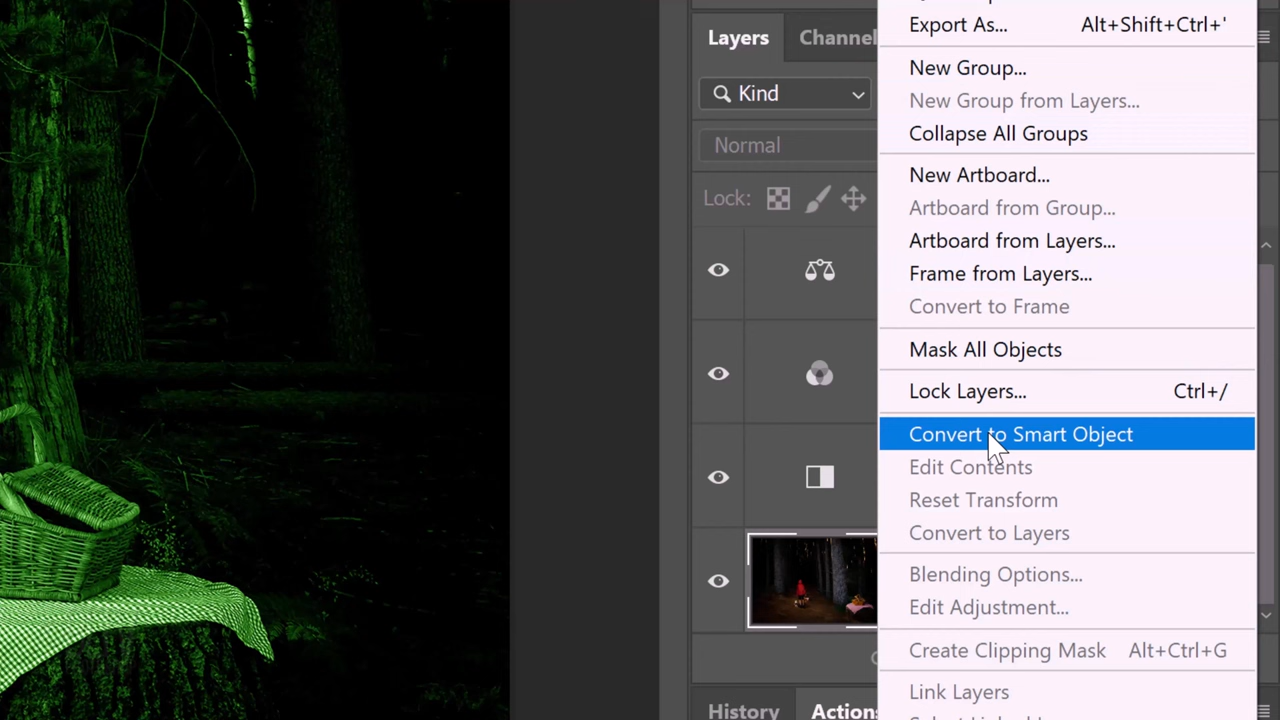 Layers
Channel
Kind
Normal
Lock:
History
Actions
Export As... Alt+Shift+Ctrl+'
New Group...
New Group from Layers...
Collapse All Groups
New Artboard...
Artboard from Group...
Artboard from Layers...
Frame from Layers...
Convert to Frame
Mask All Objects
Lock Layers... Ctrl+/
Convert to Smart Object
Edit Contents
Reset Transform
Convert to Layers
Blending Options...
Edit Adjustment...
Create Clipping Mask Alt+Ctrl+G
Link Layers